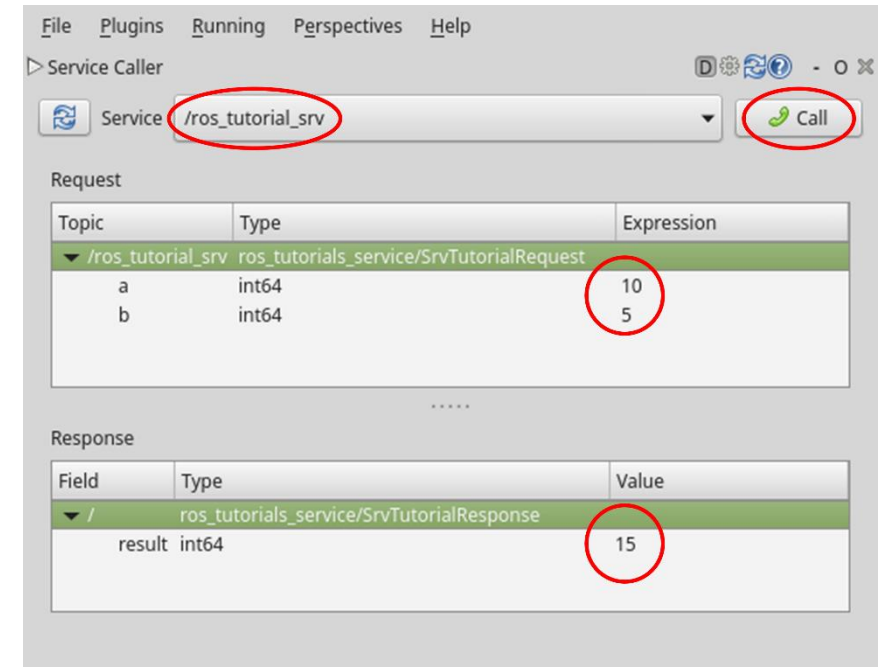 File Plugins Running Perspectives Help
Service Caller D - O
Service /ros_tutorial_srv Call
Request
Topic Type Expression
/ros_tutorial_srv ros_tutorials_service/SrvTutorialRequest
a int64 10
b int64 5
Response
Field Type Value
/ ros_tutorials_service/SrvTutorialResponse
result int64 15